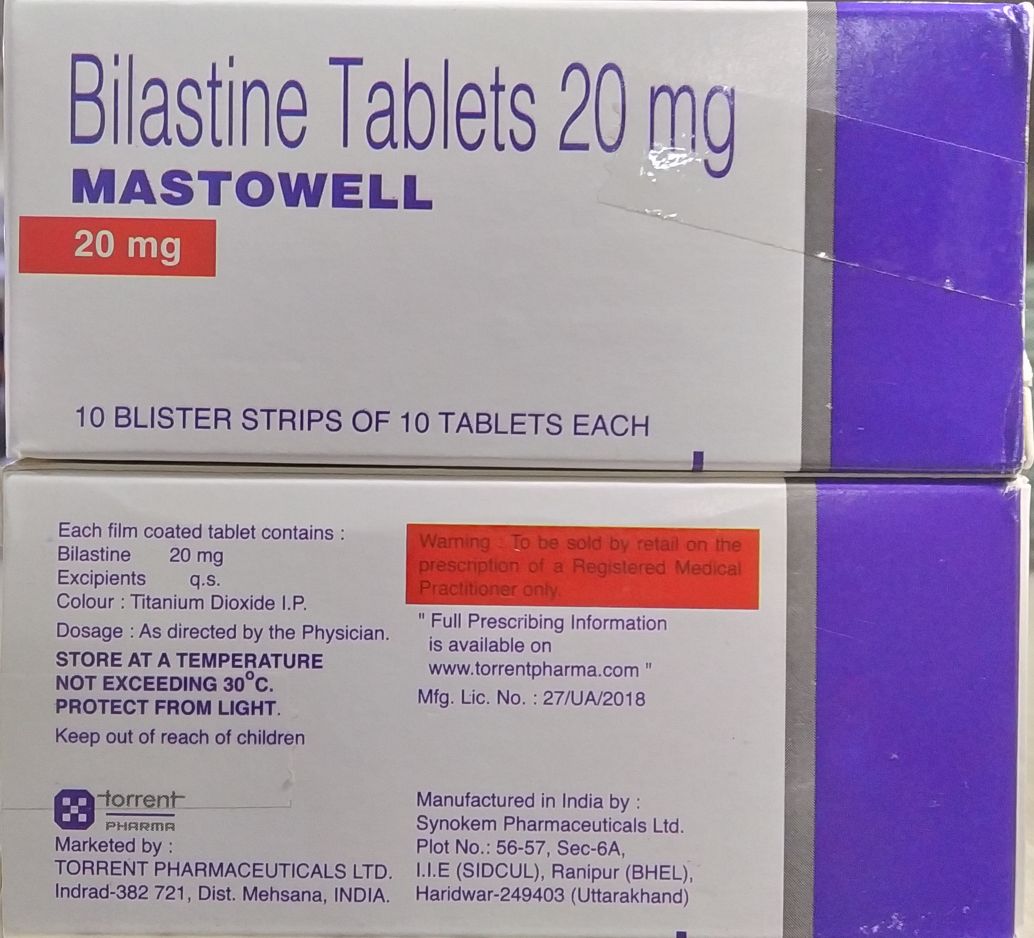 Bilastine Tablets 20 mg
MASTOWELL
20 mg
10 BLISTER STRIPS OF 10 TABLETS EACH
Each film coated tablet contains :
Bilastine 20 mg
Excipients q.s.
Colour : Titanium Dioxide I.P.
Dosage : As directed by the Physician.
STORE AT A TEMPERATURE
NOT EXCEEDING 30°C.
PROTECT FROM LIGHT.
Keep out of reach of children
torrent
PHARMA
Marketed by :
TORRENT PHARMACEUTICALS LTD.
Indrad-382 721, Dist. Mehsana, INDIA.
Warning : To be sold by retail on the
prescription of a Registered Medical
Practitioner only.
" Full Prescribing Information
is available on
www.torrentpharma.com "
Mfg. Lic. No. : 27/UA/2018
Manufactured in India by :
Synokem Pharmaceuticals Ltd.
Plot No.: 56-57, Sec-6A,
I.I.E (SIDCUL), Ranipur (BHEL),
Haridwar-249403 (Uttarakhand)